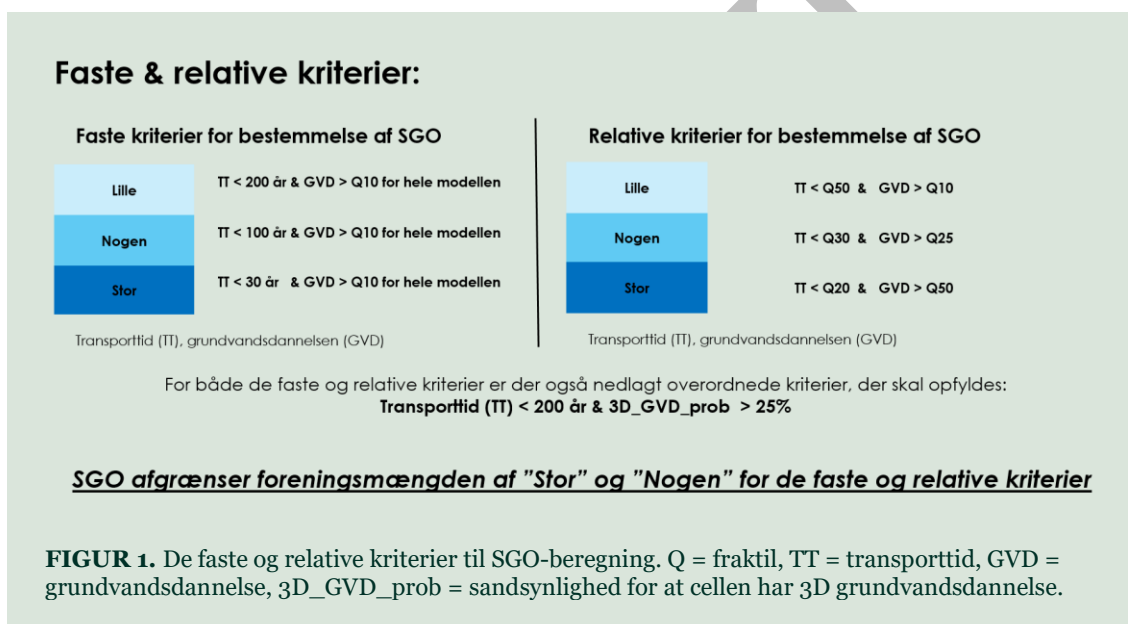 Faste & relative kriterier:
Faste kriterier for bestemmelse af SGO
Lille
TT < 200 år & GVD > Q10 for hele modellen
Nogen
TT < 100 år & GVD > Q10 for hele modellen
Stor
TT < 30 år & GVD > Q10 for hele modellen
Transporttid (TT), grundvandsdannelsen (GVD)
Relative kriterier for bestemmelse af SGO
Lille
TT < Q50 & GVD > Q10
Nogen
TT < Q30 & GVD > Q25
Stor
TT < Q20 & GVD > Q50
Transporttid (TT), grundvandsdannelsen (GVD)
For både de faste og relative kriterier er der også nedlagt overordnede kriterier, der skal opfyldes:
Transporttid (TT) < 200 år & 3D_GVD_prob > 25%
SGO afgrænser foreningsmængden af ”Stor” og ”Nogen” for de faste og relative kriterier
FIGUR 1. De faste og relative kriterier til SGO-beregning. Q = fraktil, TT = transporttid, GVD =
grundvandsdannelse, 3D_GVD_prob = sandsynlighed for at cellen har 3D grundvandsdannelse.